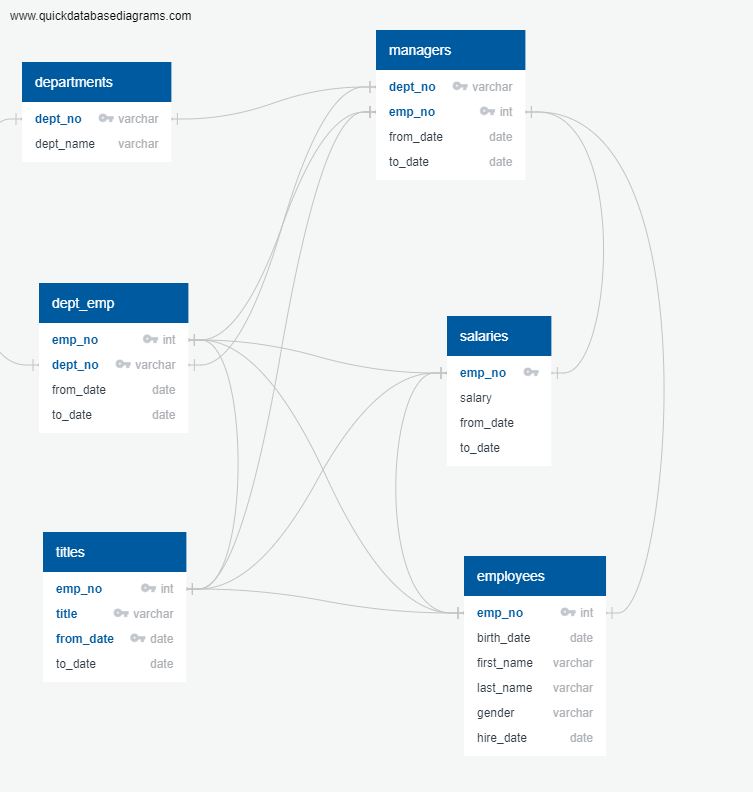 www.quickdatabasediagrams.com
departments
dept_no varchar
dept_name varchar
managers
dept_no varchar
emp_no int
from_date date
to_date date
dept_emp
emp_no int
dept_no varchar
from_date date
to_date date
salaries
emp_no
salary
from_date
to_date
titles
emp_no int
title varchar
from_date date
to_date date
employees
emp_no int
birth_date date
first_name varchar
last_name varchar
gender varchar
hire_date date